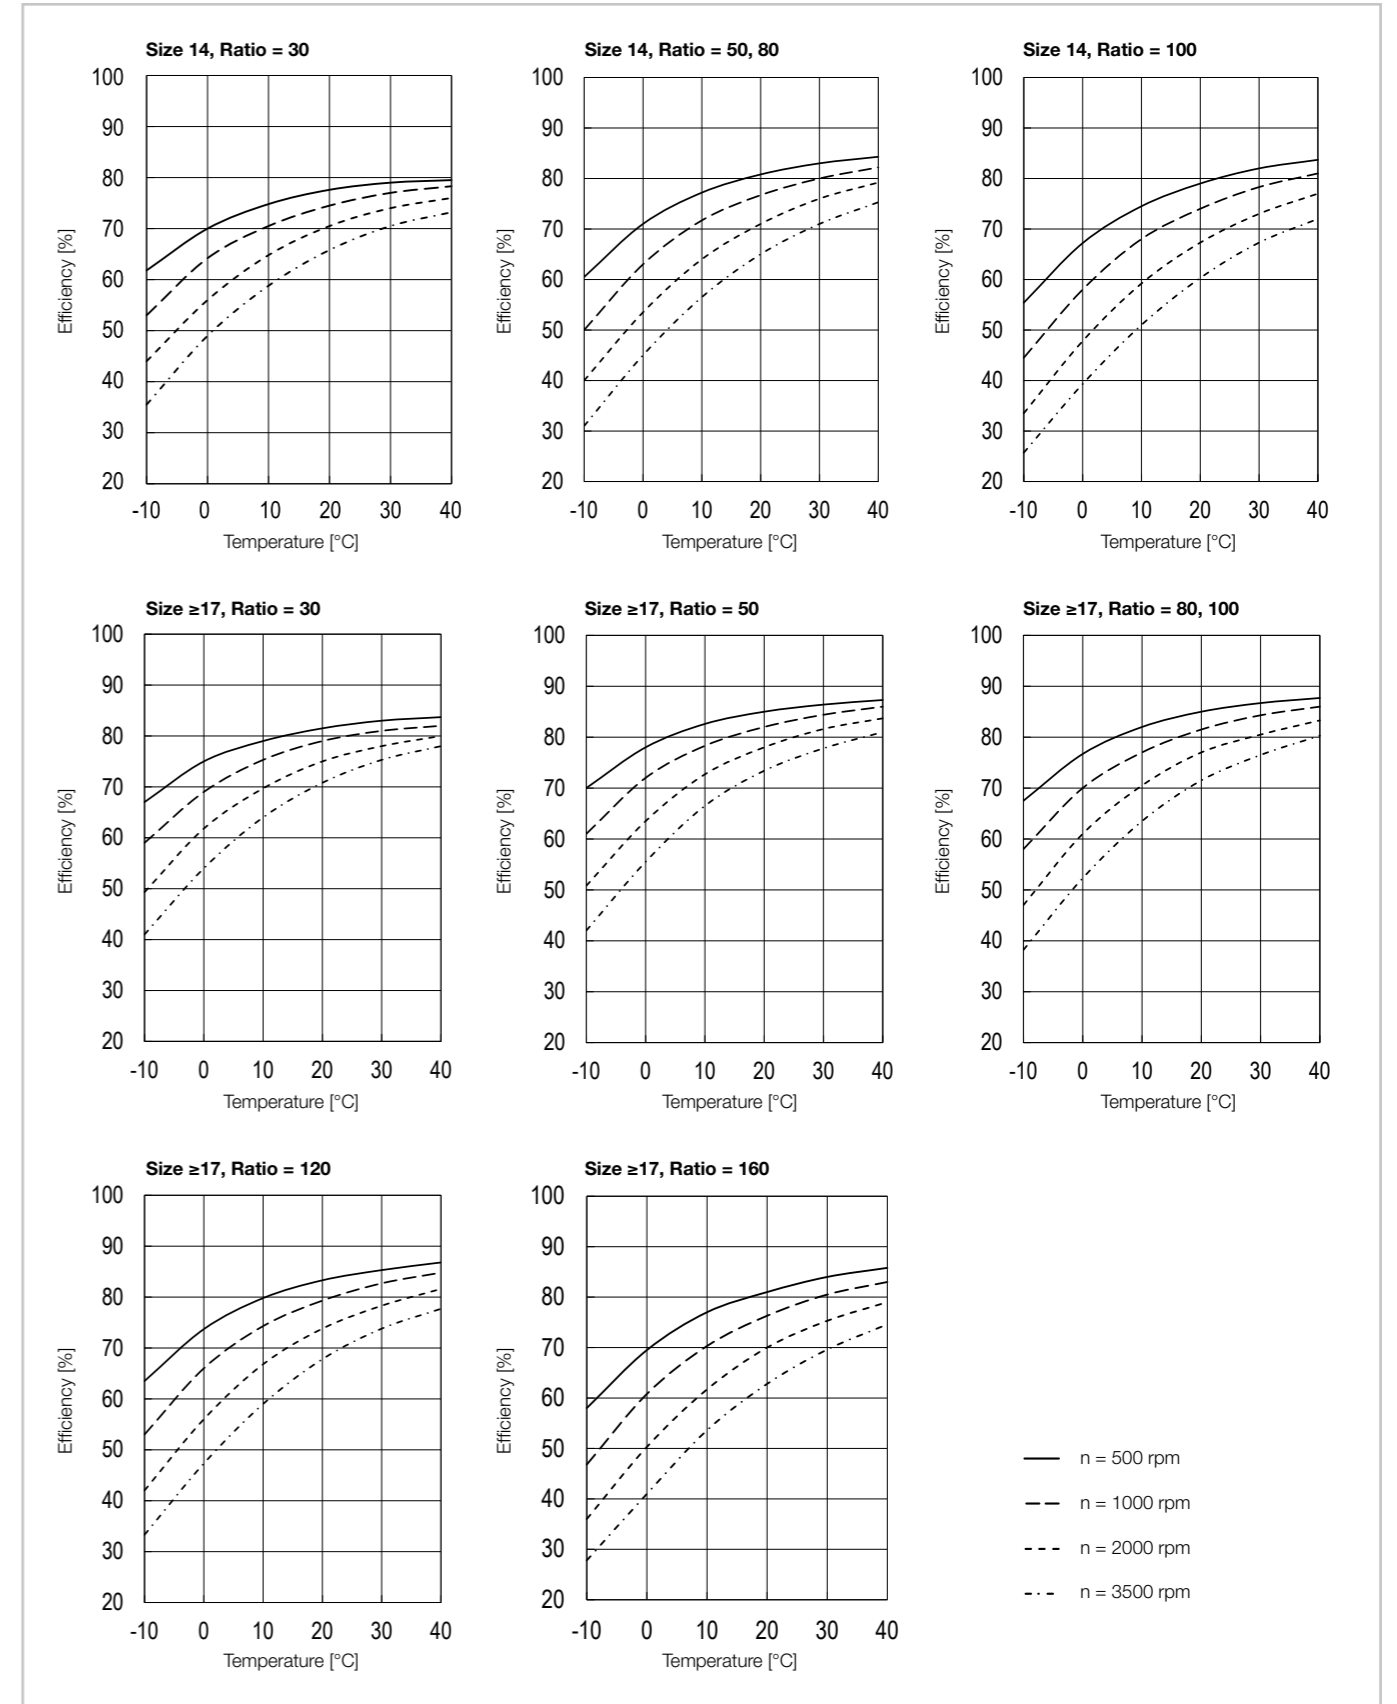 Size 14, Ratio = 30
100
90
80
70
60
50
40
30
20
Efficiency [%]
-10 0 10 20 30 40
Temperature [°C]
Size 14, Ratio = 50, 80
100
90
80
70
60
50
40
30
20
Efficiency [%]
-10 0 10 20 30 40
Temperature [°C]
Size 14, Ratio = 100
100
90
80
70
60
50
40
30
20
Efficiency [%]
-10 0 10 20 30 40
Temperature [°C]
Size ≥17, Ratio = 30
100
90
80
70
60
50
40
30
20
Efficiency [%]
-10 0 10 20 30 40
Temperature [°C]
Size ≥17, Ratio = 50
100
90
80
70
60
50
40
30
20
Efficiency [%]
-10 0 10 20 30 40
Temperature [°C]
Size ≥17, Ratio = 80, 100
100
90
80
70
60
50
40
30
20
Efficiency [%]
-10 0 10 20 30 40
Temperature [°C]
Size ≥17, Ratio = 120
100
90
80
70
60
50
40
30
20
Efficiency [%]
-10 0 10 20 30 40
Temperature [°C]
Size ≥17, Ratio = 160
100
90
80
70
60
50
40
30
20
Efficiency [%]
-10 0 10 20 30 40
Temperature [°C]
n = 500 rpm
n = 1000 rpm
n = 2000 rpm
n = 3500 rpm